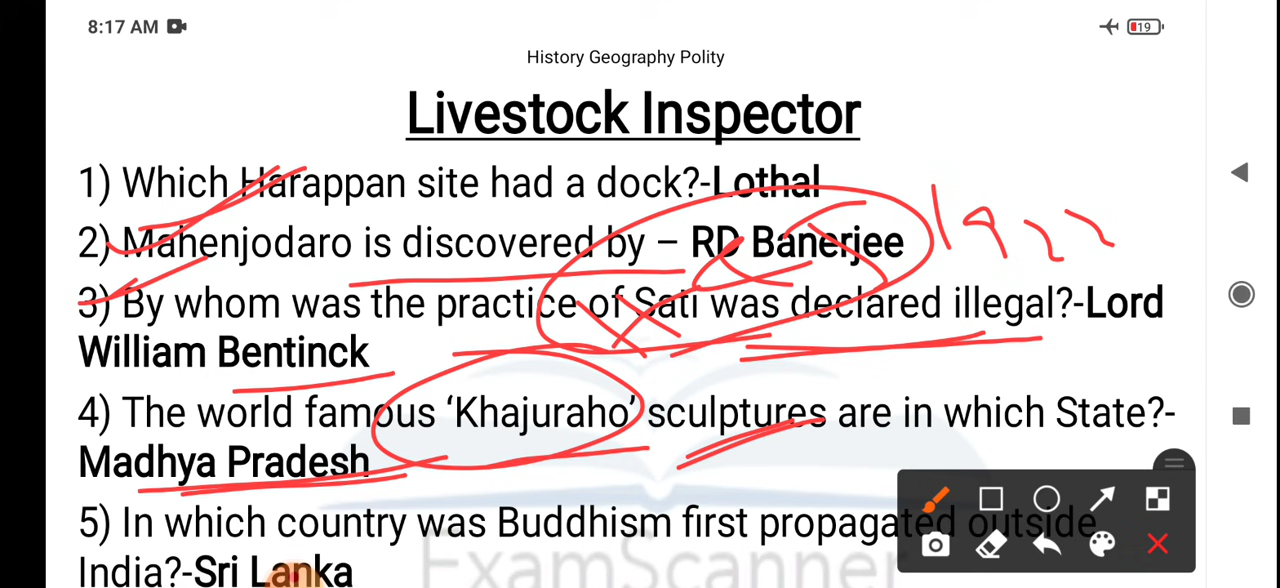 8:17 AM
19
History Geography Polity
Livestock Inspector
1) Which Harappan site had a dock?-Lothal
2) Mahenjodaro is discovered by – RD Banerjee 1922
3) By whom was the practice of Sati was declared illegal?-Lord
William Bentinck
4) The world famous ‘Khajuraho’ sculptures are in which State?-
Madhya Pradesh
5) In which country was Buddhism first propagated outside
India?-Sri Lanka
ExamScanner